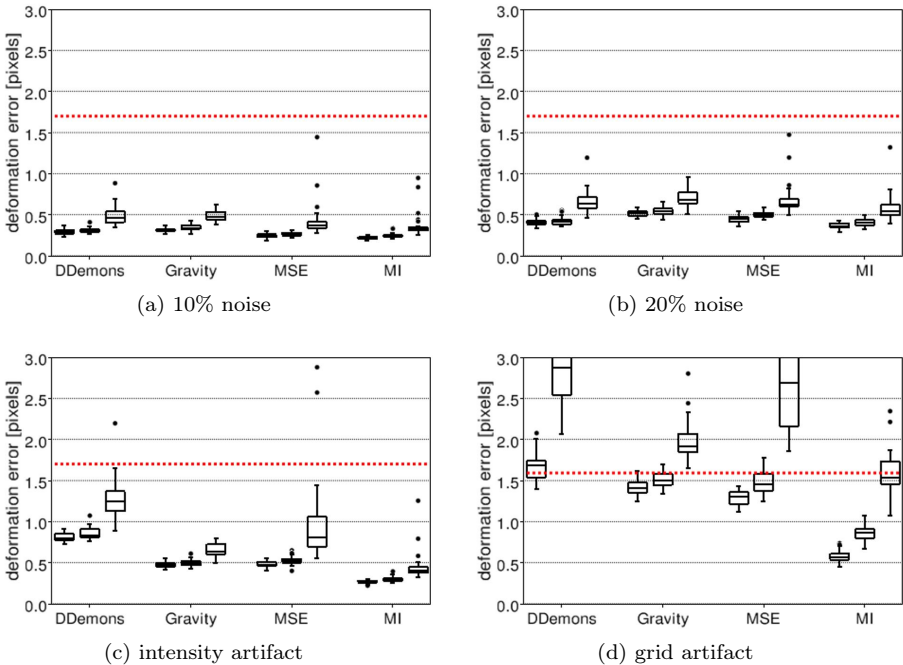 deformation error [pixels]
3.0
2.5
2.0
1.5
1.0
0.5
0.0
DDemons Gravity MSE MI
(a) 10% noise
deformation error [pixels]
3.0
2.5
2.0
1.5
1.0
0.5
0.0
DDemons Gravity MSE MI
(b) 20% noise
deformation error [pixels]
3.0
2.5
2.0
1.5
1.0
0.5
0.0
DDemons Gravity MSE MI
(c) intensity artifact
deformation error [pixels]
3.0
2.5
2.0
1.5
1.0
0.5
0.0
DDemons Gravity MSE MI
(d) grid artifact